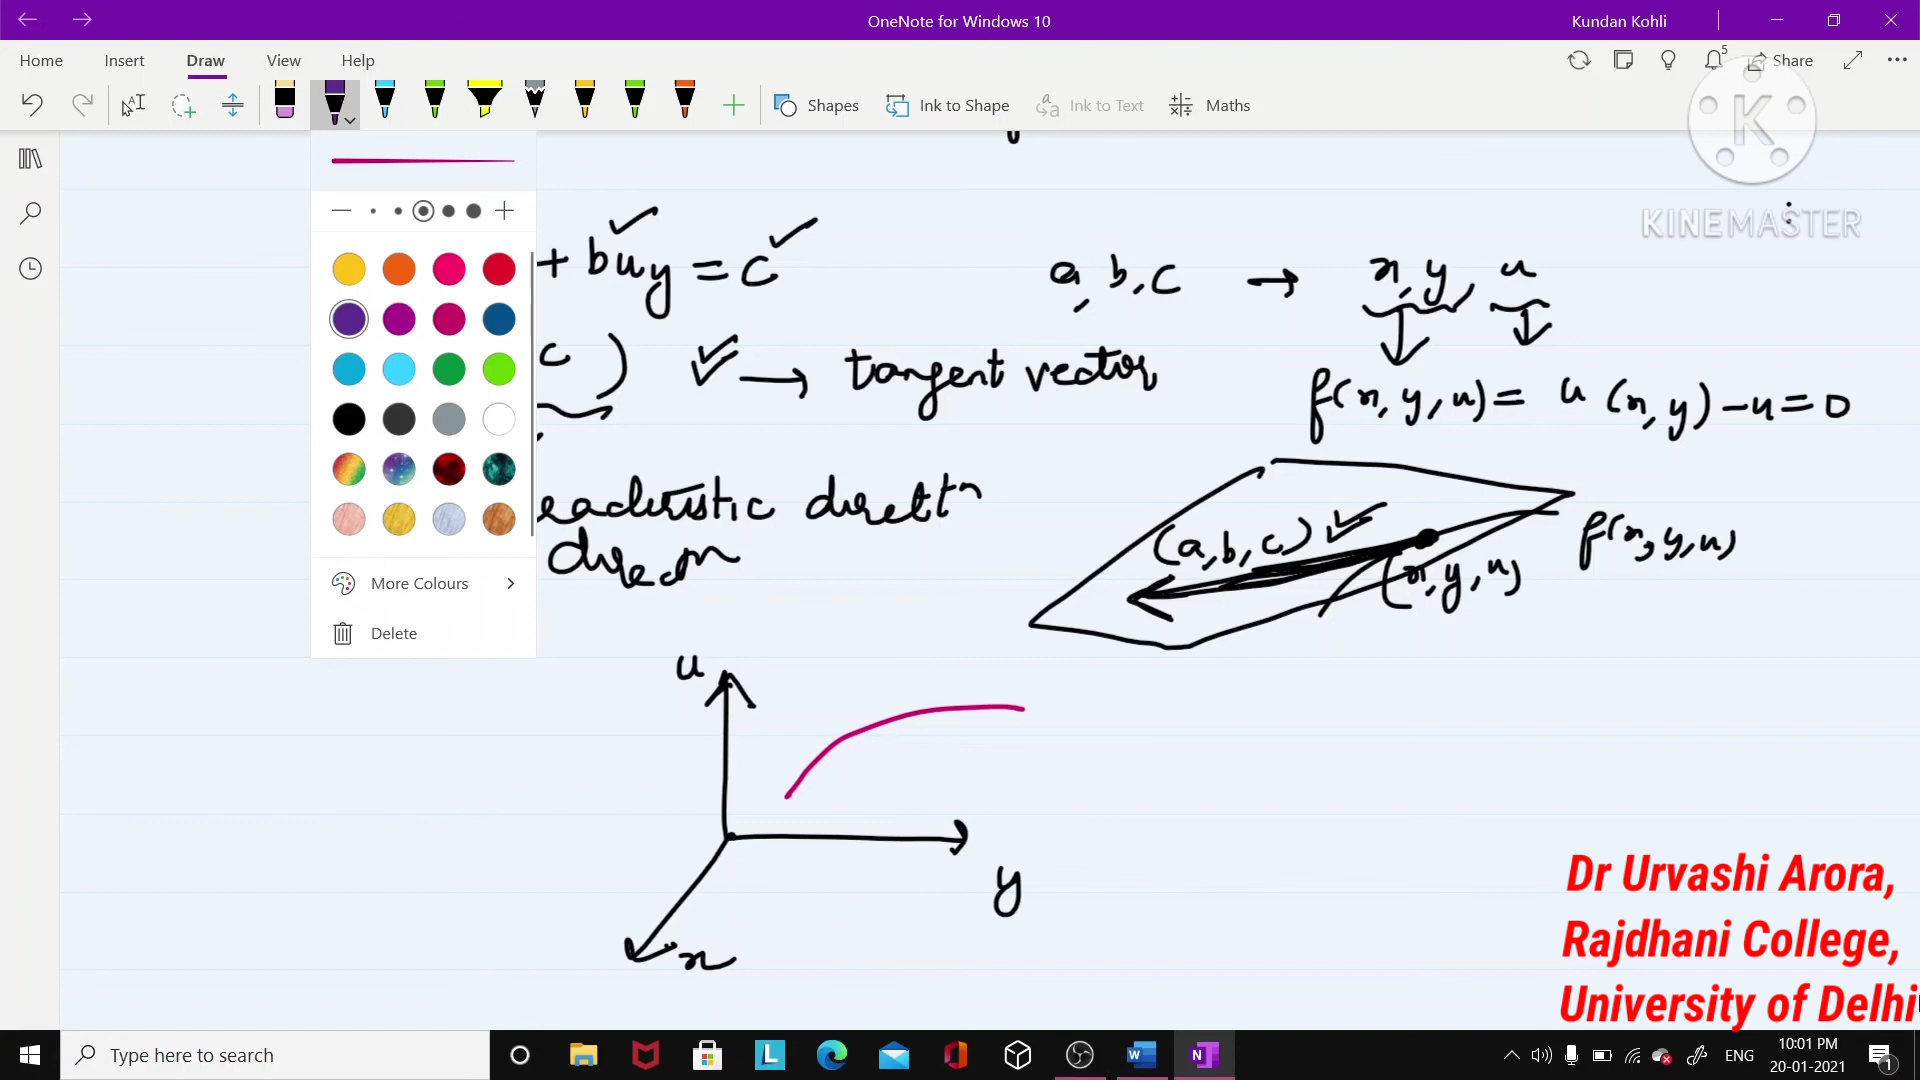 OneNote for Windows 10
Kundan Kohli
Home Insert Draw View Help
5 Share
Shapes Ink to Shape Ink to Text Maths
K
KINEMASTER
+ buy = c
a, b, c → x, y, u
c ) → tangent vector
f(x, y, u) = u (x, y) - u = 0
(a, b, c)
(x, y, u)
f(x, y, u)
More Colours
Delete
u
y
x
Dr Urvashi Arora,
Rajdhani College,
University of Delhi
Type here to search
ENG
10:01 PM
20-01-2021
1